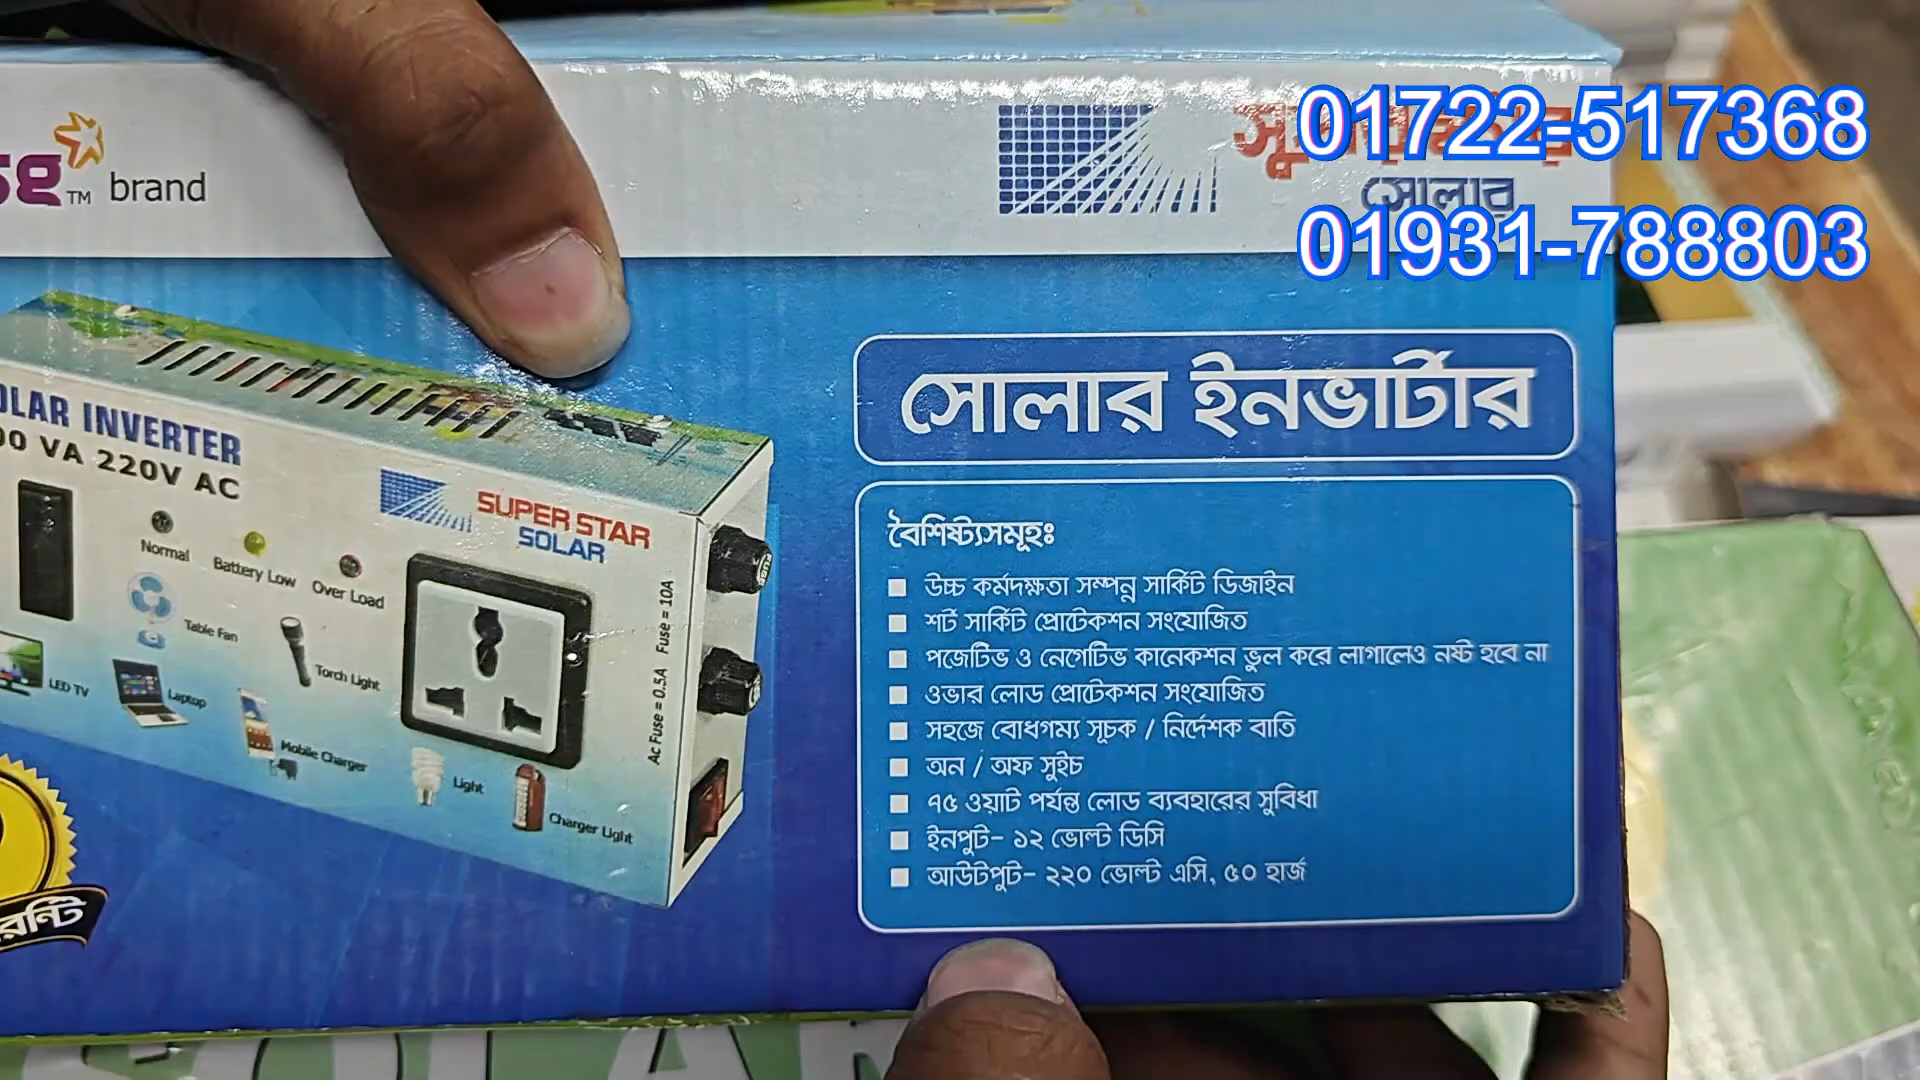 01722-517368
01931-788803
brand
TM
সোলার
সোলার ইনভার্টার
বৈশিষ্ট্যসমূহঃ
উচ্চ কর্মদক্ষতা সম্পন্ন সার্কিট ডিজাইন
শর্ট সার্কিট প্রোটেকশন সংযোজিত
পজেটিভ ও নেগেটিভ কানেকশন ভুল করে লাগালেও নষ্ট হবে না
ওভার লোড প্রোটেকশন সংযোজিত
সহজে বোধগম্য সূচক / নির্দেশক বাতি
অন / অফ সুইচ
৭৫ ওয়াট পর্যন্ত লোড ব্যবহারের সুবিধা
ইনপুট- ১২ ভোল্ট ডিসি
আউটপুট- ২২০ ভোল্ট এসি, ৫০ হার্জ
INVERTER
VA 220V AC
SUPER STAR
SOLAR
Normal
Battery Low
Over Load
Table Fan
Torch Light
LED TV
Laptop
Mobile Charger
Light
Charger Light
Ac Fuse = 0.5A Fuse = 10A